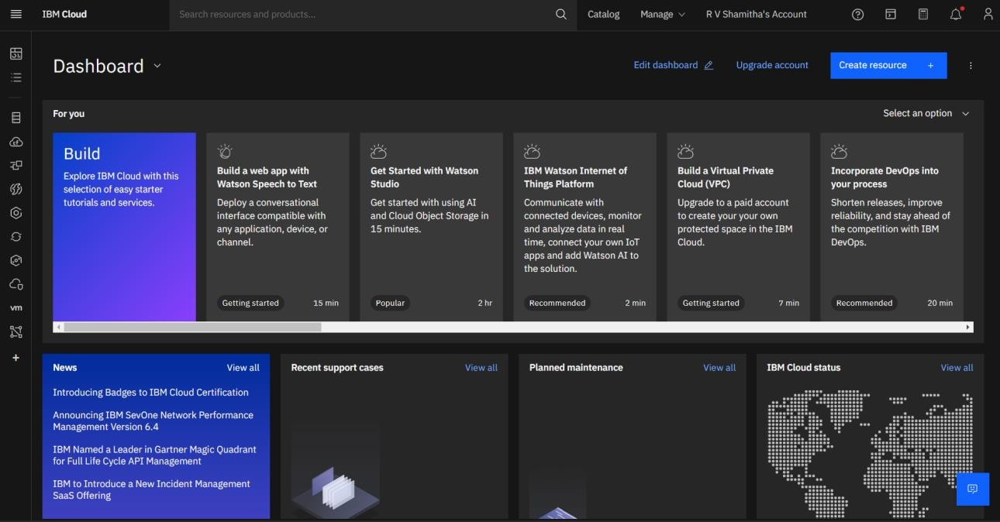 IBM Cloud
Search resources and products...
Catalog
Manage
R V Shamitha's Account
Dashboard
Edit dashboard
Upgrade account
Create resource +
For you
Select an option
Build
Explore IBM Cloud with this
selection of easy starter
tutorials and services.
Build a web app with
Watson Speech to Text
Deploy a conversational
interface compatible with
any application, device, or
channel.
Getting started
15 min
Get Started with Watson
Studio
Get started with using AI
and Cloud Object Storage in
15 minutes.
Popular
2 hr
IBM Watson Internet of
Things Platform
Communicate with
connected devices, monitor
and analyze data in real
time, connect your own IoT
apps and add Watson AI to
the solution.
Recommended
2 min
Build a Virtual Private
Cloud (VPC)
Upgrade to a paid account
to create your your own
protected space in the IBM
Cloud.
Getting started
7 min
Incorporate DevOps into
your process
Shorten releases, improve
reliability, and stay ahead of
the competition with IBM
DevOps.
Recommended
20 min
vm
News
View all
Introducing Badges to IBM Cloud Certification
Announcing IBM SevOne Network Performance
Management Version 6.4
IBM Named a Leader in Gartner Magic Quadrant
for Full Life Cycle API Management
IBM to Introduce a New Incident Management
SaaS Offering
Recent support cases
View all
Planned maintenance
View all
IBM Cloud status
View all